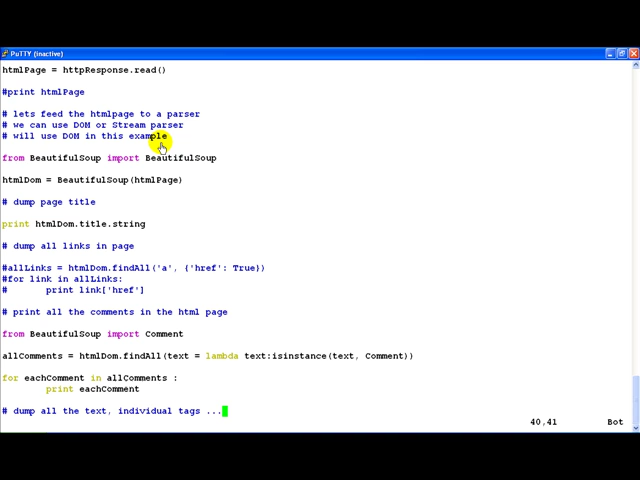 PuTTY (inactive)
htmlPage = httpResponse.read()
#print htmlPage
# lets feed the htmlpage to a parser
# we can use DOM or Stream parser
# will use DOM in this example
from BeautifulSoup import BeautifulSoup
htmlDom = BeautifulSoup(htmlPage)
# dump page title
print htmlDom.title.string
# dump all links in page
#allLinks = htmlDom.findAll('a', {'href': True})
#for link in allLinks:
#       print link['href']
# print all the comments in the html page
from BeautifulSoup import Comment
allComments = htmlDom.findAll(text = lambda text:isinstance(text, Comment))
for eachComment in allComments :
        print eachComment
# dump all the text, individual tags ...
40,41 Bot